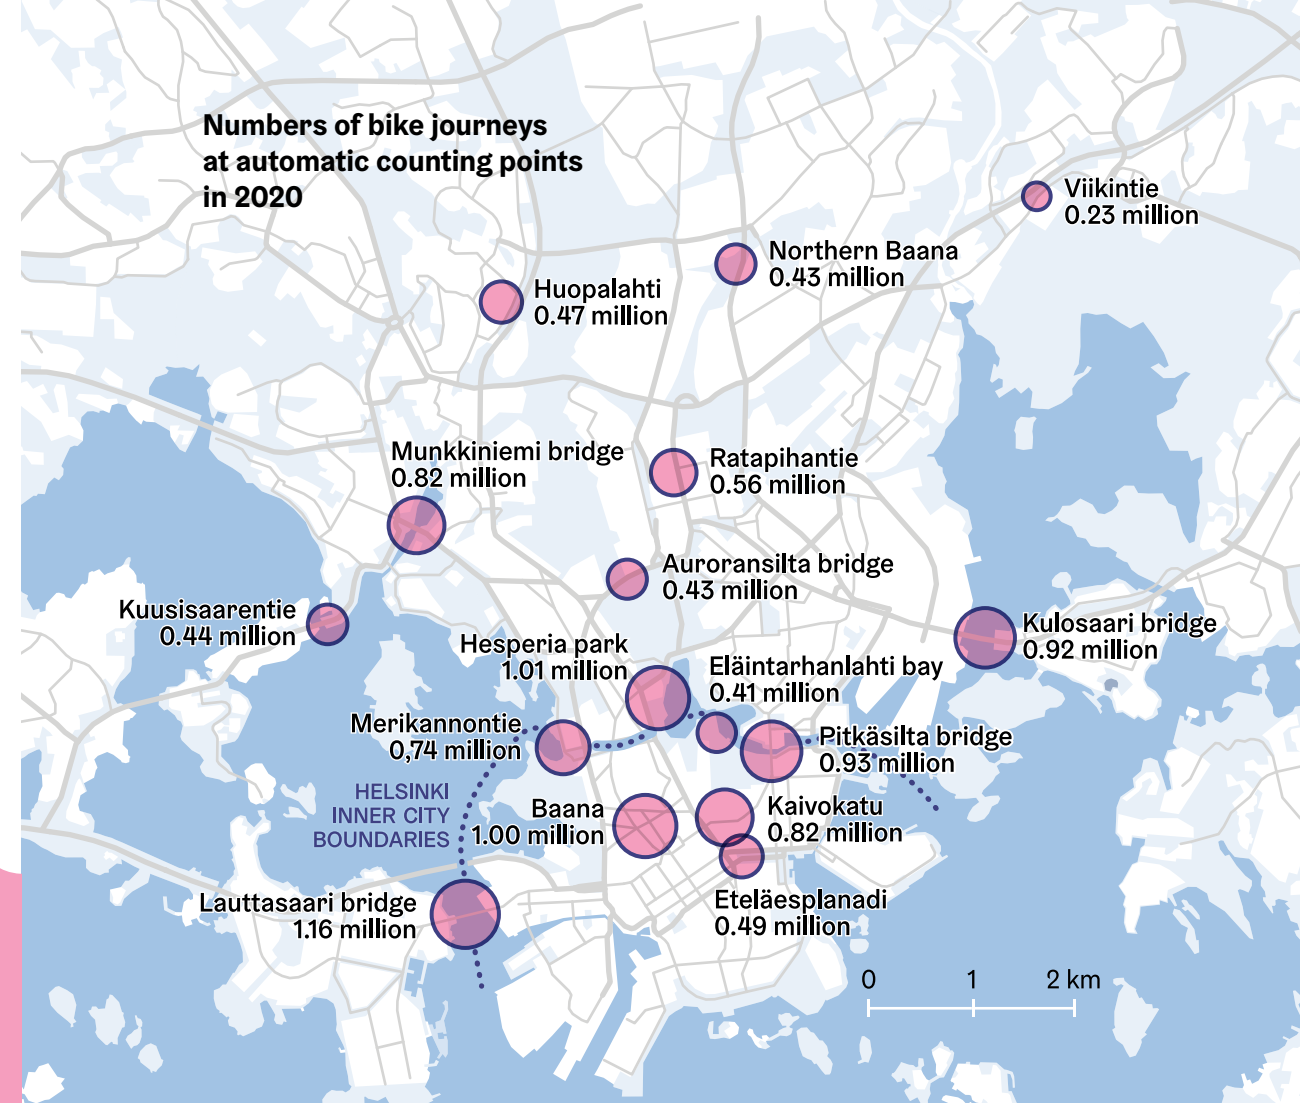 Numbers of bike journeys
at automatic counting points
in 2020
Viikintie
0.23 million
Northern Baana
0.43 million
Huopalahti
0.47 million
Munkkiniemi bridge
0.82 million
Ratapihantie
0.56 million
Auroransilta bridge
0.43 million
Kuusisaarentie
0.44 million
Kulosaari bridge
0.92 million
Hesperia park
1.01 million
Eläintarhanlahti bay
0.41 million
Merikannontie
0,74 million
Pitkäsilta bridge
0.93 million
HELSINKI
INNER CITY
BOUNDARIES
Baana
1.00 million
Kaivokatu
0.82 million
Lauttasaari bridge
1.16 million
Eteläesplanadi
0.49 million
0 1 2 km